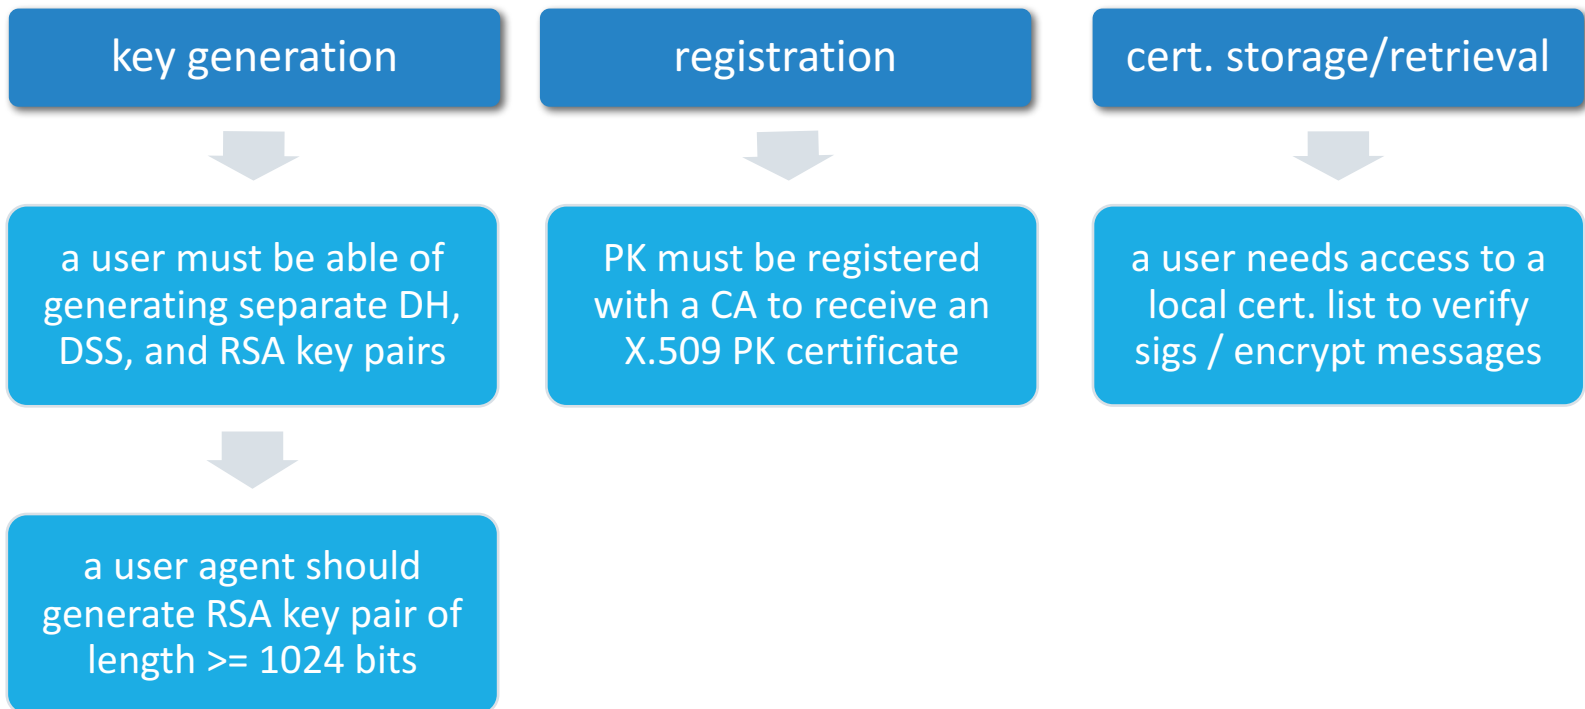 key generation
a user must be able of
generating separate DH,
DSS, and RSA key pairs
a user agent should
generate RSA key pair of
length >= 1024 bits
registration
PK must be registered
with a CA to receive an
X.509 PK certificate
cert. storage/retrieval
a user needs access to a
local cert. list to verify
sigs / encrypt messages